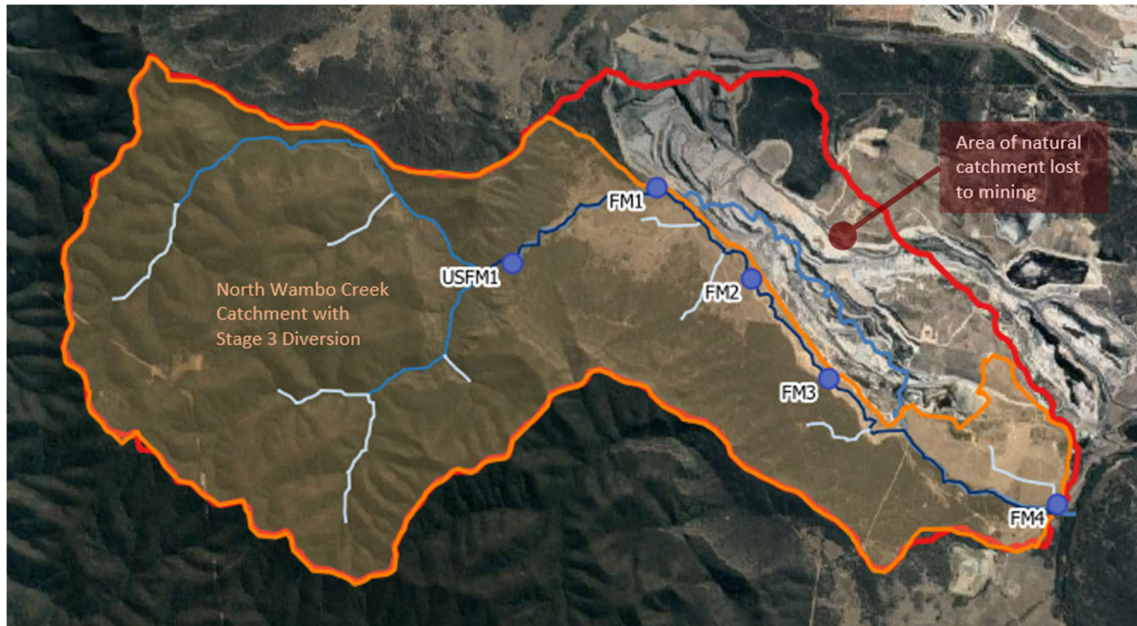 Area of natural
catchment lost
to mining
FM1
USFM1
FM2
North Wambo Creek
Catchment with
Stage 3 Diversion
FM3
FM4